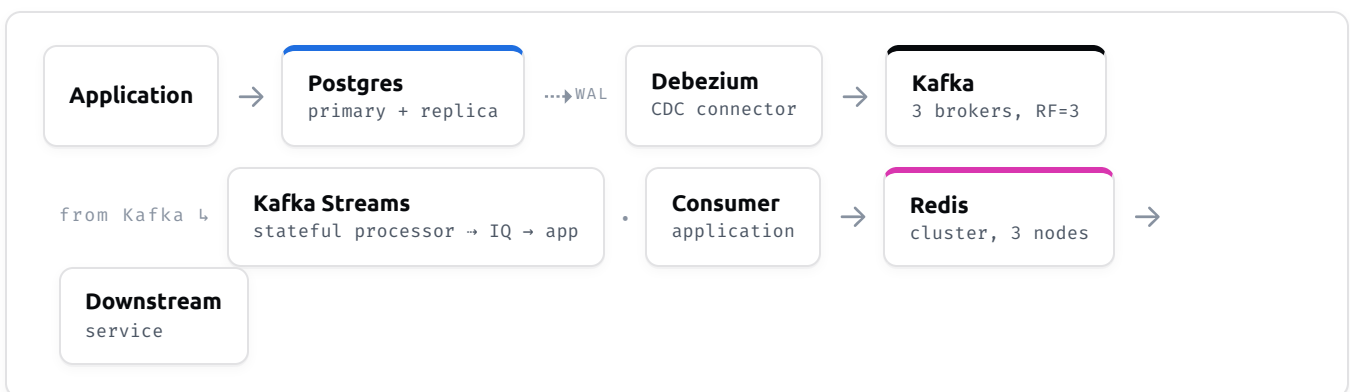 Application
Postgres
primary + replica
WAL
Debezium
CDC connector
Kafka
3 brokers, RF=3
from Kafka ↳
Kafka Streams
stateful processor ⇢ IQ → app
·
Consumer
application
Redis
cluster, 3 nodes
Downstream
service